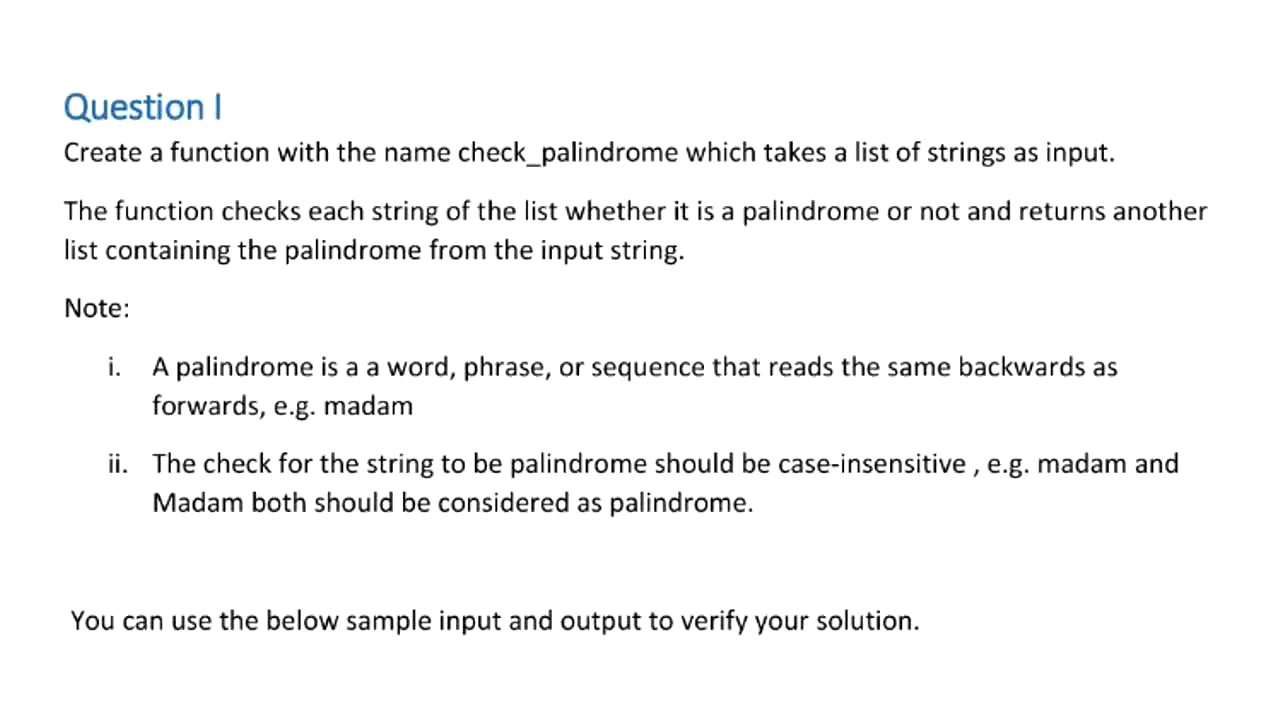 Question I
Create a function with the name check_palindrome which takes a list of strings as input.
The function checks each string of the list whether it is a palindrome or not and returns another
list containing the palindrome from the input string.
Note:
i. A palindrome is a a word, phrase, or sequence that reads the same backwards as
forwards, e.g. madam
ii. The check for the string to be palindrome should be case-insensitive , e.g. madam and
Madam both should be considered as palindrome.
You can use the below sample input and output to verify your solution.